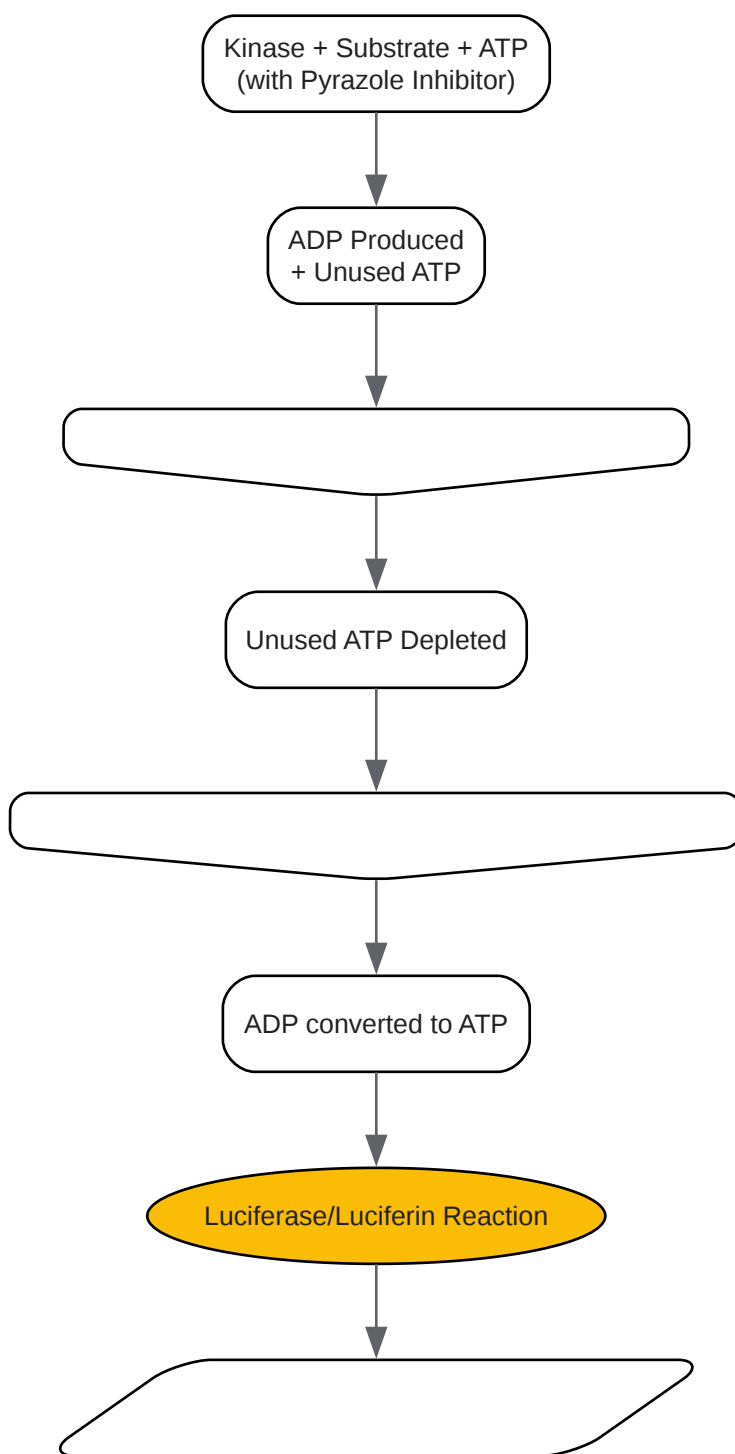 Kinase + Substrate + ATP
(with Pyrazole Inhibitor)
ADP Produced
+ Unused ATP
Unused ATP Depleted
ADP converted to ATP
Luciferase/Luciferin Reaction